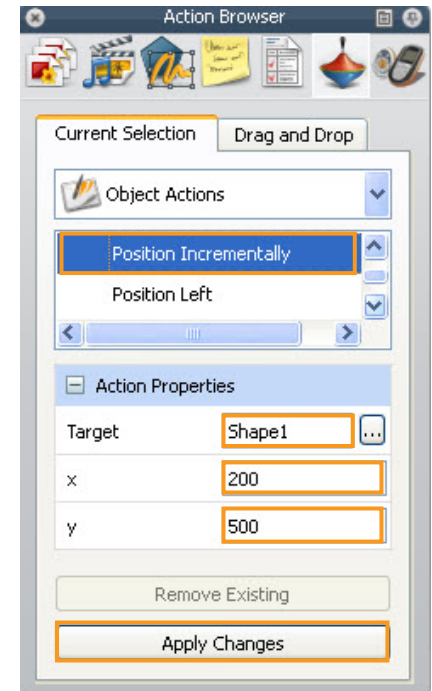 Action Browser
Current Selection
Drag and Drop
Object Actions
Position Incrementally
Position Left
Action Properties
Target Shape1 ...
x 200
y 500
Remove Existing
Apply Changes